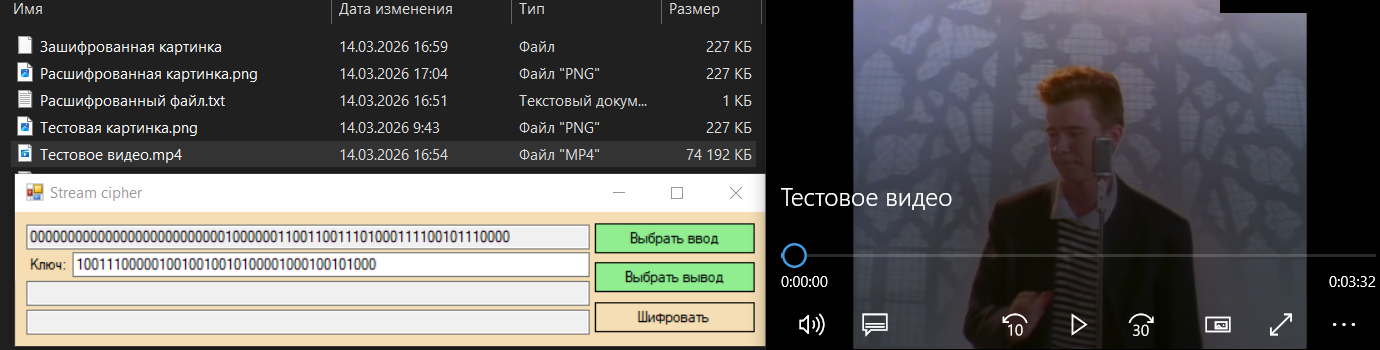 Имя Дата изменения Тип Размер
Зашифрованная картинка 14.03.2026 16:59 Файл 227 КБ
Расшифрованная картинка.png 14.03.2026 17:04 Файл "PNG" 227 КБ
Расшифрованный файл.txt 14.03.2026 16:51 Текстовый докум... 1 КБ
Тестовая картинка.png 14.03.2026 9:43 Файл "PNG" 227 КБ
Тестовое видео.mp4 14.03.2026 16:54 Файл "MP4" 74 192 КБ
Stream cipher
0000000000000000000000000010000001100110011101000111100101110000
Выбрать ввод
Ключ: 1001110000010010010010100001000100101000
Выбрать вывод
Шифровать
Тестовое видео
0:00:00 0:03:32
10 30